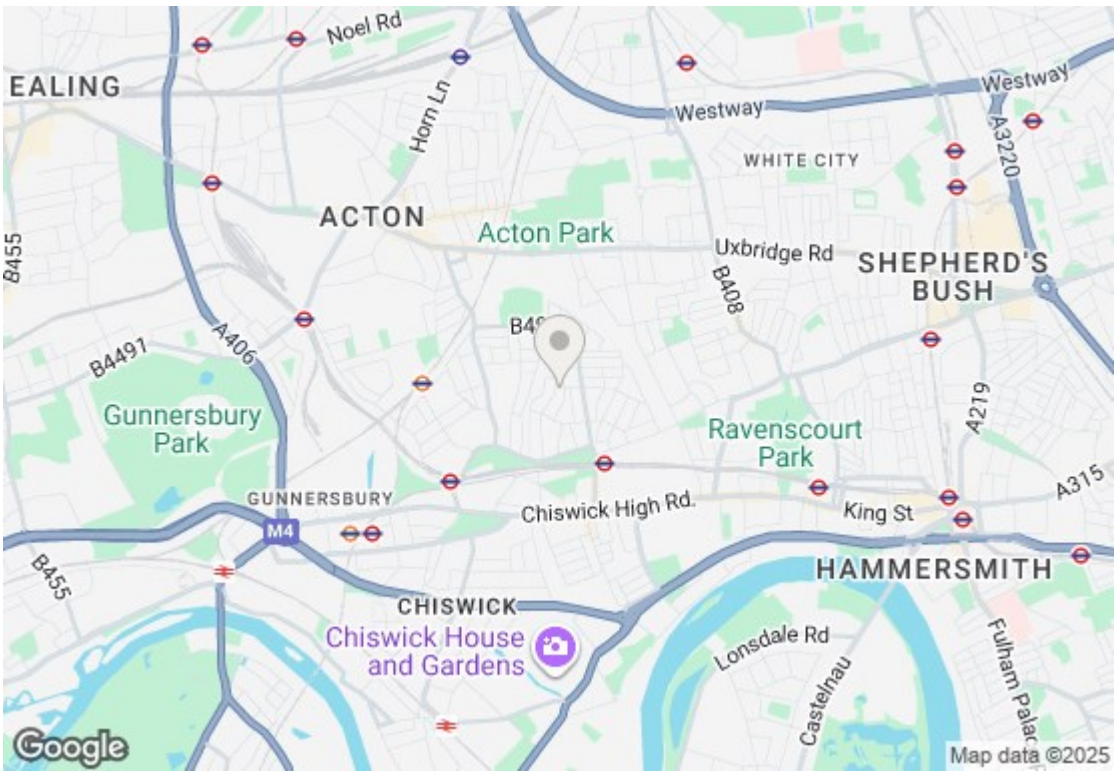 Noel Rd
EALING
Horn Ln
Westway
Westway
A3220
WHITE CITY
ACTON
Acton Park
Uxbridge Rd
B455
SHEPHERD'S
BUSH
B408
A406
B4491
A219
Gunnersbury
Park
Ravenscourt
Park
GUNNERSBURY
Chiswick High Rd.
King St
A315
M4
B455
HAMMERSMITH
CHISWICK
Chiswick House
and Gardens
Lonsdale Rd
Castelnau
Fulham Palace
Google
Map data ©2025